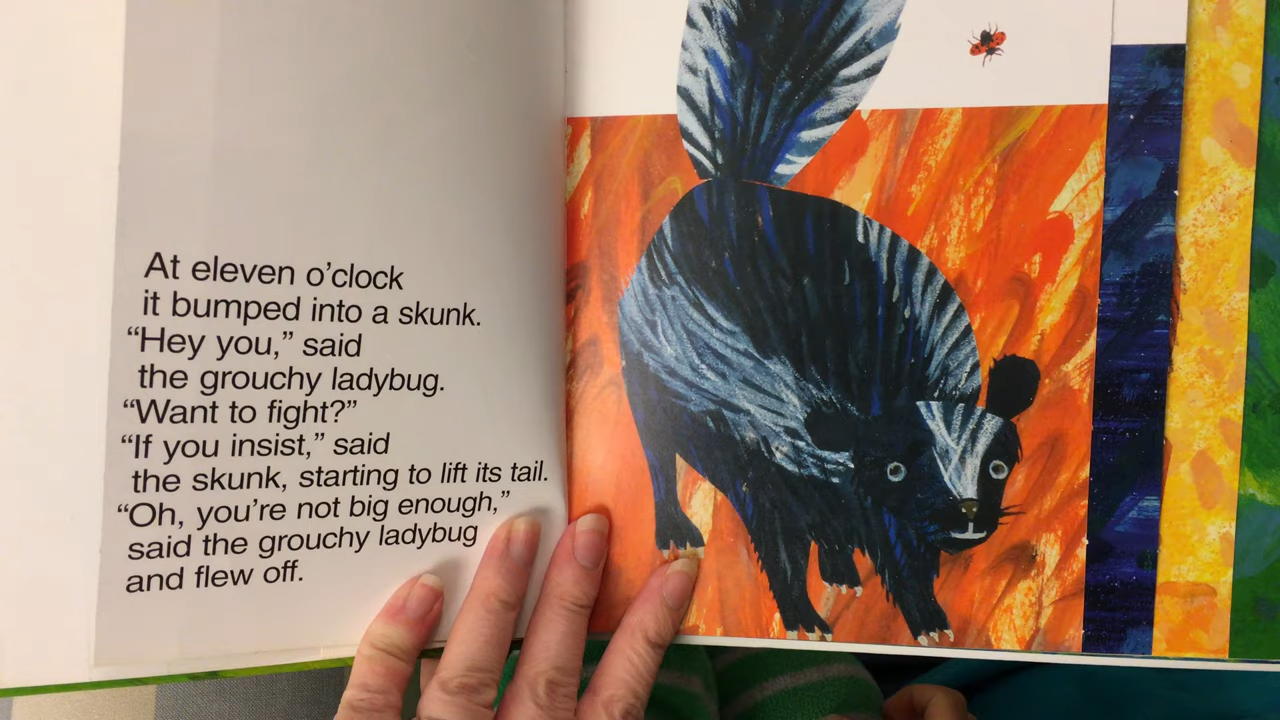 At eleven o’clock
it bumped into a skunk.
“Hey you,” said
the grouchy ladybug.
“Want to fight?”
“If you insist,” said
the skunk, starting to lift its tail.
“Oh, you’re not big enough,”
said the grouchy ladybug
and flew off.